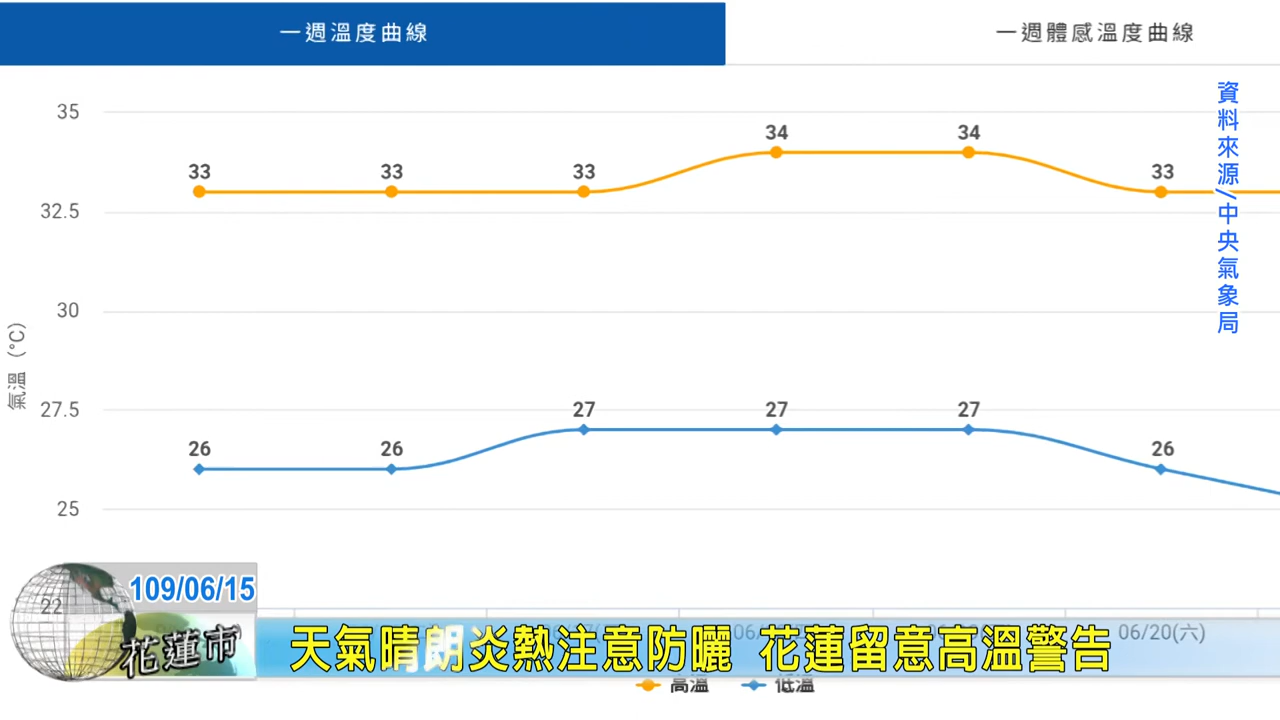 一週溫度曲線
一週體感溫度曲線
資料來源/中央氣象局
氣溫 (°C)
35
32.5
30
27.5
25
22
33
33
33
34
34
33
26
26
27
27
27
26
109/06/15
花蓮市
天氣晴朗炎熱注意防曬 花蓮留意高溫警告
06/20(六)
高溫
低溫